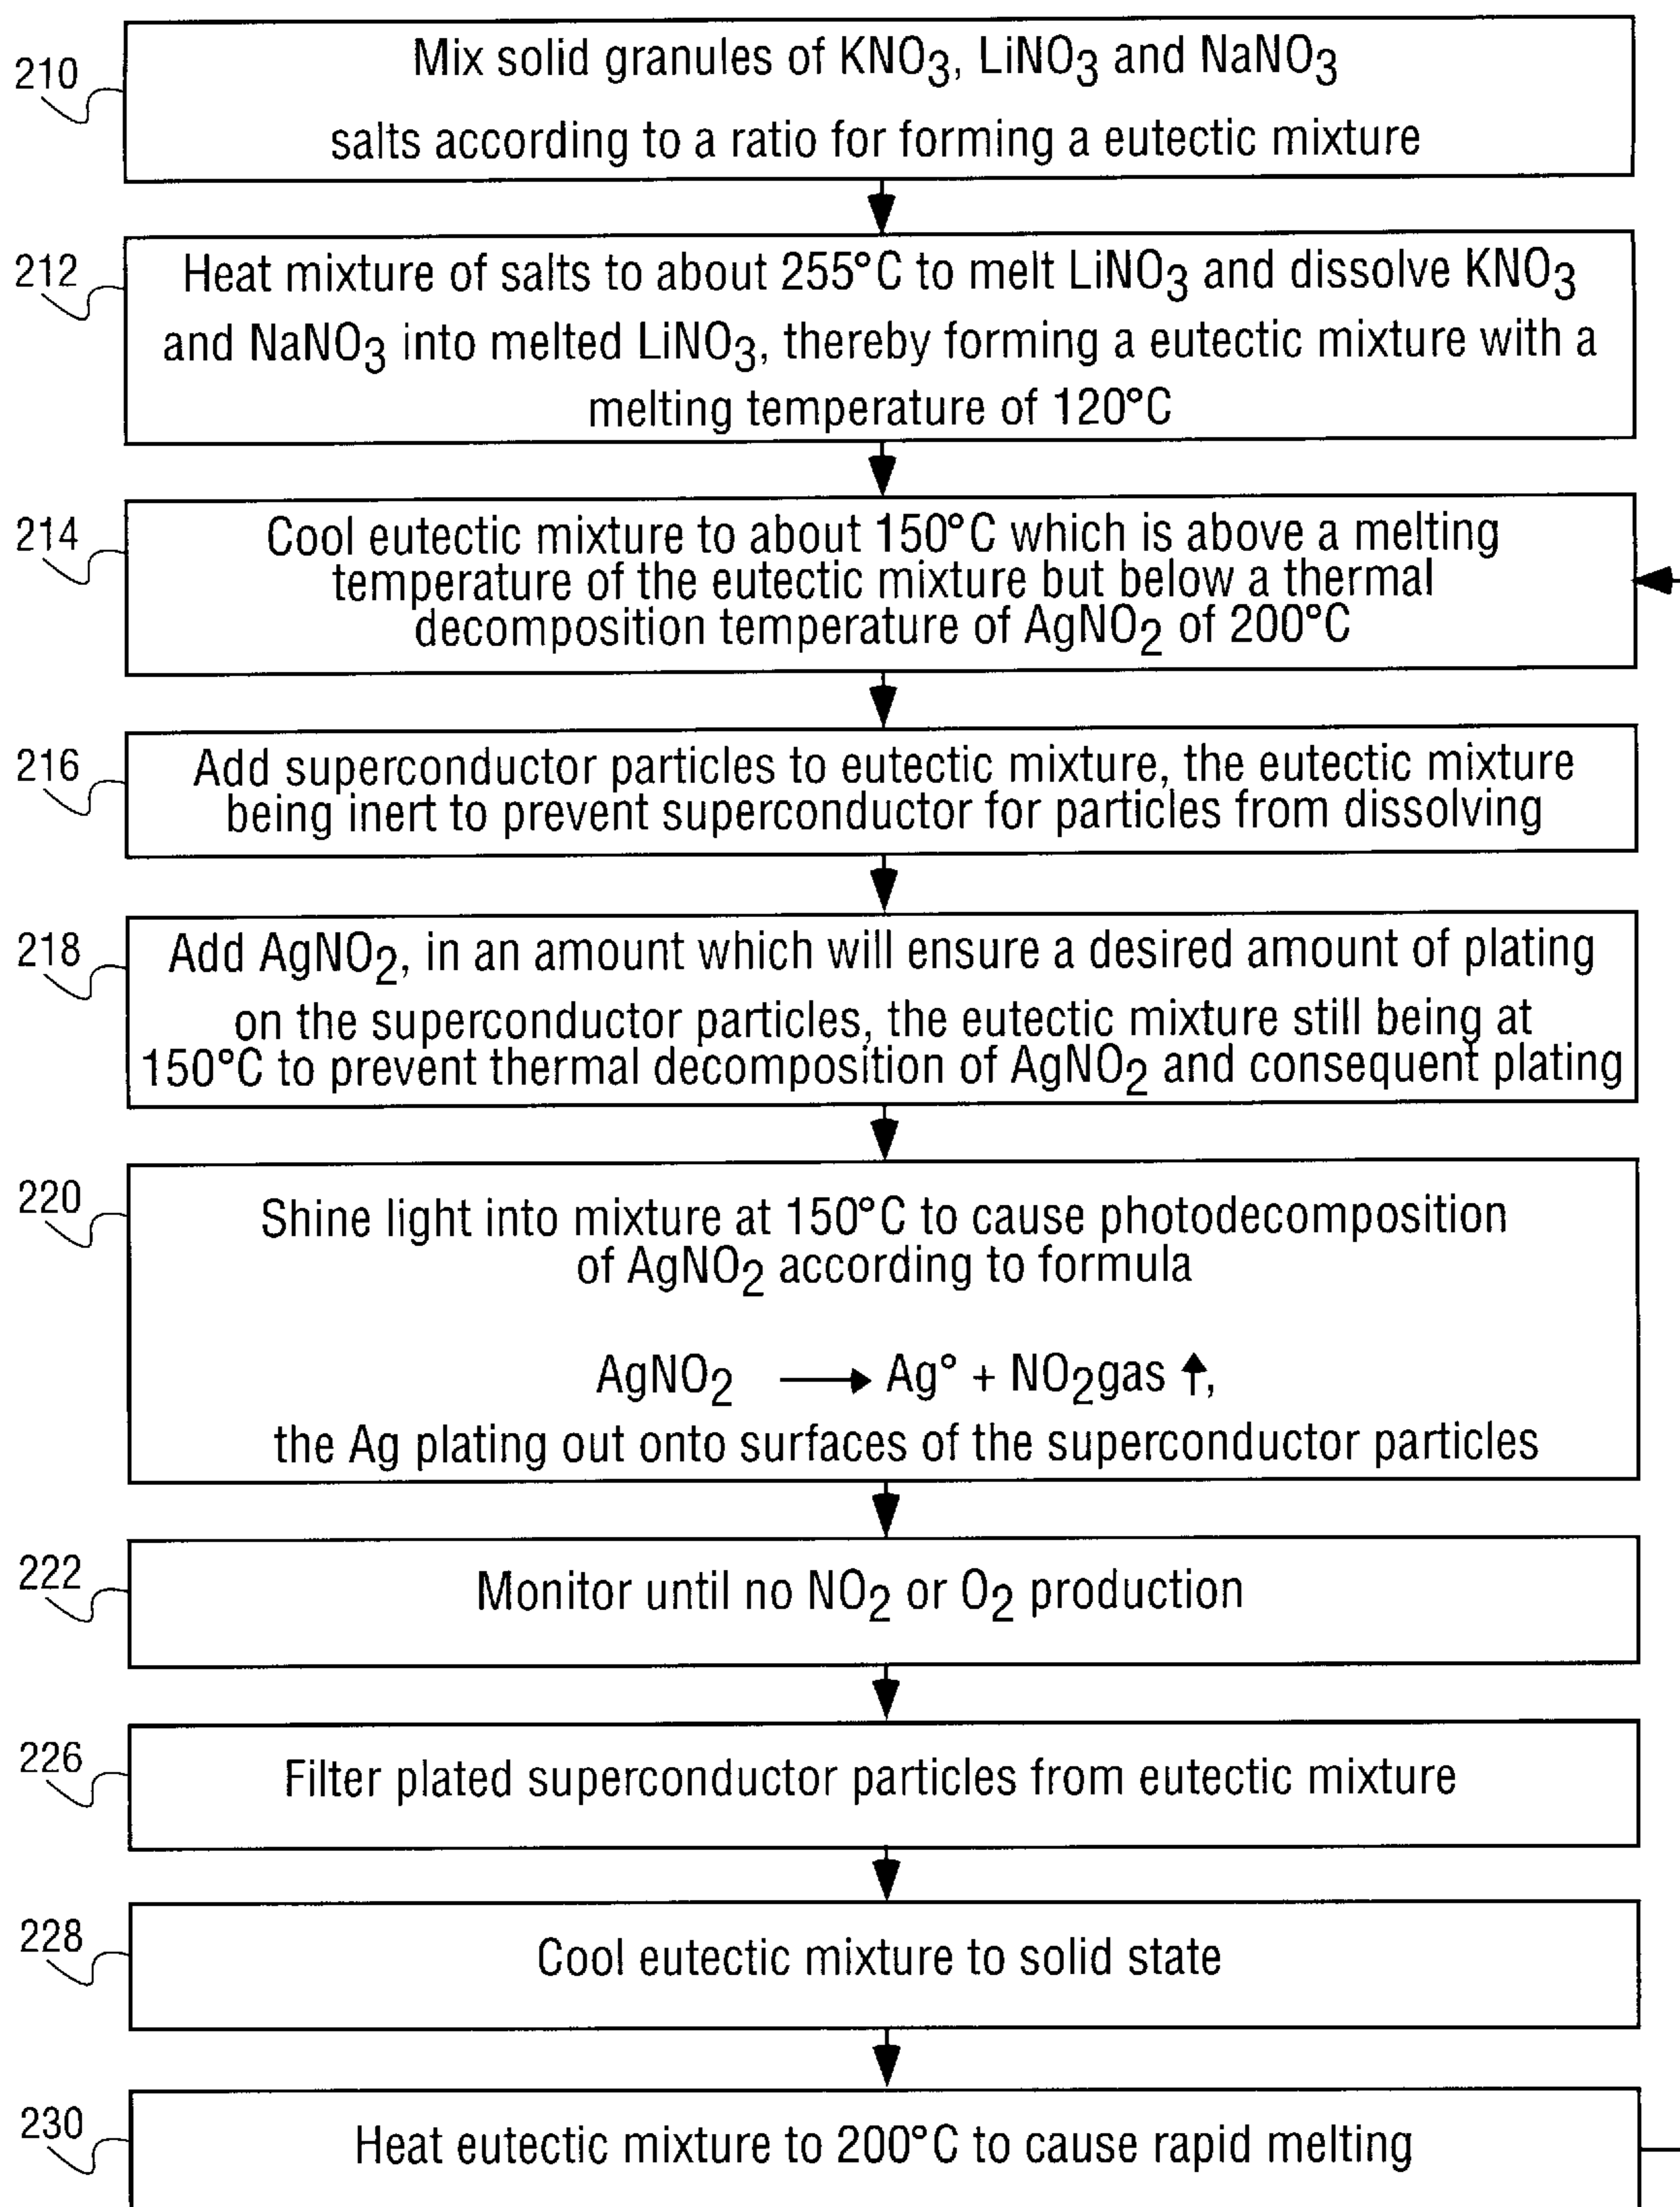 210
Mix solid granules of KNO3, LiNO3 and NaNO3
salts according to a ratio for forming a eutectic mixture
212
Heat mixture of salts to about 255°C to melt LiNO3 and dissolve KNO3
and NaNO3 into melted LiNO3, thereby forming a eutectic mixture with a
melting temperature of 120°C
214
Cool eutectic mixture to about 150°C which is above a melting
temperature of the eutectic mixture but below a thermal
decomposition temperature of AgNO2 of 200°C
216
Add superconductor particles to eutectic mixture, the eutectic mixture
being inert to prevent superconductor for particles from dissolving
218
Add AgNO2, in an amount which will ensure a desired amount of plating
on the superconductor particles, the eutectic mixture still being at
150°C to prevent thermal decomposition of AgNO2 and consequent plating
220
Shine light into mixture at 150°C to cause photodecomposition
of AgNO2 according to formula
AgNO2 → Ag° + NO2gas ↑,
the Ag plating out onto surfaces of the superconductor particles
222
Monitor until no NO2 or O2 production
226
Filter plated superconductor particles from eutectic mixture
228
Cool eutectic mixture to solid state
230
Heat eutectic mixture to 200°C to cause rapid melting